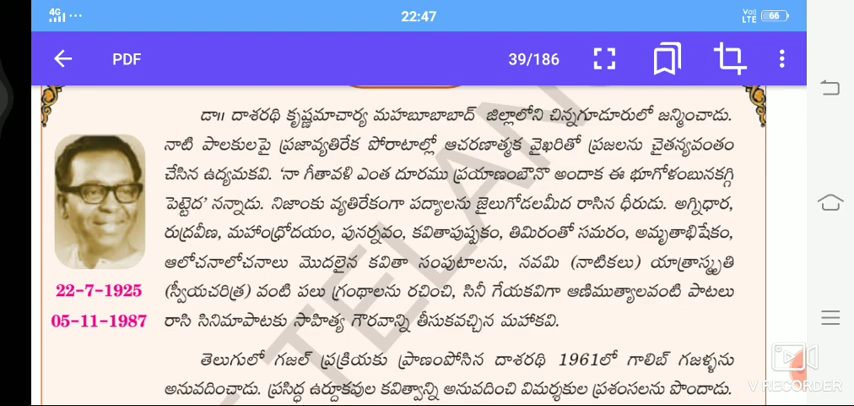 4G
22:47
VoLTE 66
PDF
39/186
డా॥ దాశరథి కృష్ణమాచార్య మహబూబాబాద్ జిల్లాలోని చిన్నగూడూరులో జన్మించాడు.
నాటి పాలకులపై ప్రజావ్యతిరేక పోరాటాల్లో ఆచరణాత్మక వైఖరితో ప్రజలను చైతన్యవంతం
చేసిన ఉద్యమకవి. 'నా గీతావళి ఎంత దూరము ప్రయాణంబౌనొ అందాక ఈ భూగోళంబునకగ్గి
పెట్టెద' నన్నాడు. నిజాంకు వ్యతిరేకంగా పద్యాలను జైలుగోడలమీద రాసిన ధీరుడు. అగ్నిధార,
రుద్రవీణ, మహాంధ్రోదయం, పునర్నవం, కవితాపుష్పకం, తిమిరంతో సమరం, అమృతాభిషేకం,
ఆలోచనాలోచనాలు మొదలైన కవితా సంపుటాలను, నవమి (నాటికలు) యాత్రాస్మృతి
(స్వీయచరిత్ర) వంటి పలు గ్రంథాలను రచించి, సినీ గేయకవిగా ఆణిముత్యాలవంటి పాటలు
రాసి సినిమాపాటకు సాహిత్య గౌరవాన్ని తీసుకవచ్చిన మహాకవి.
22-7-1925
05-11-1987
తెలుగులో గజల్ ప్రక్రియకు ప్రాణంపోసిన దాశరథి 1961లో గాలిబ్ గజళ్ళను
అనువదించాడు. ప్రసిద్ధ ఉర్దూకవుల కవిత్వాన్ని అనువదించి విమర్శకుల ప్రశంసలను పొందాడు.
TELAN
V RECORDER